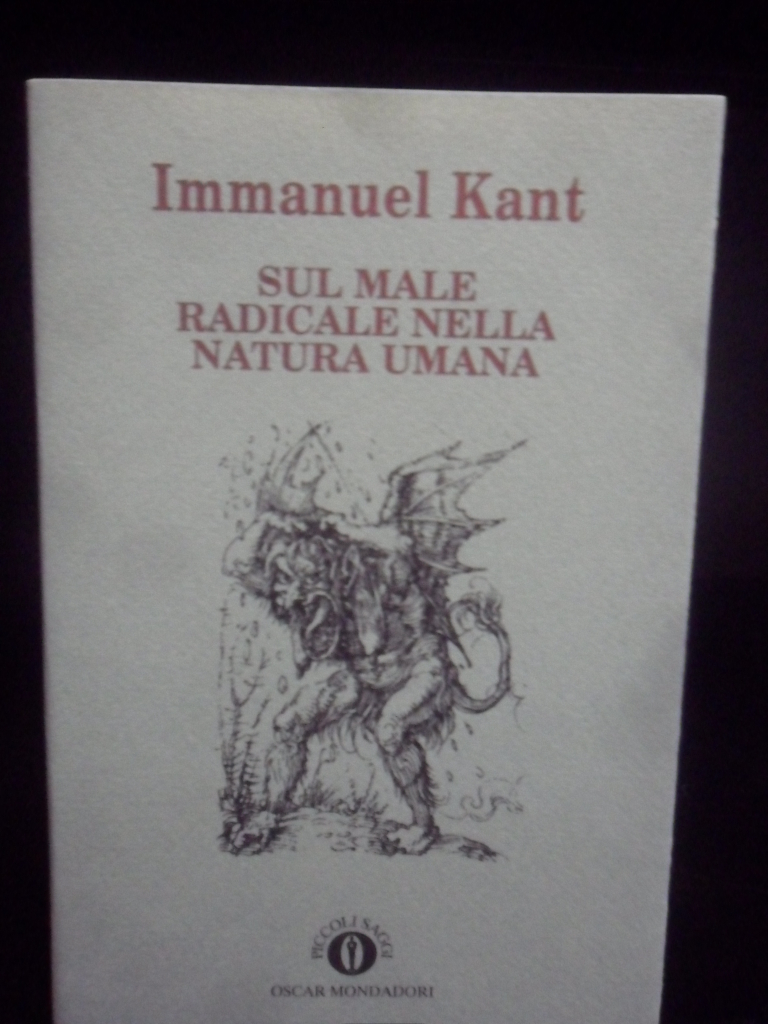 Immanuel Kant
SUL MALE
RADICALE NELLA
NATURA UMANA
PICCOLI SAGGI
OSCAR MONDADORI